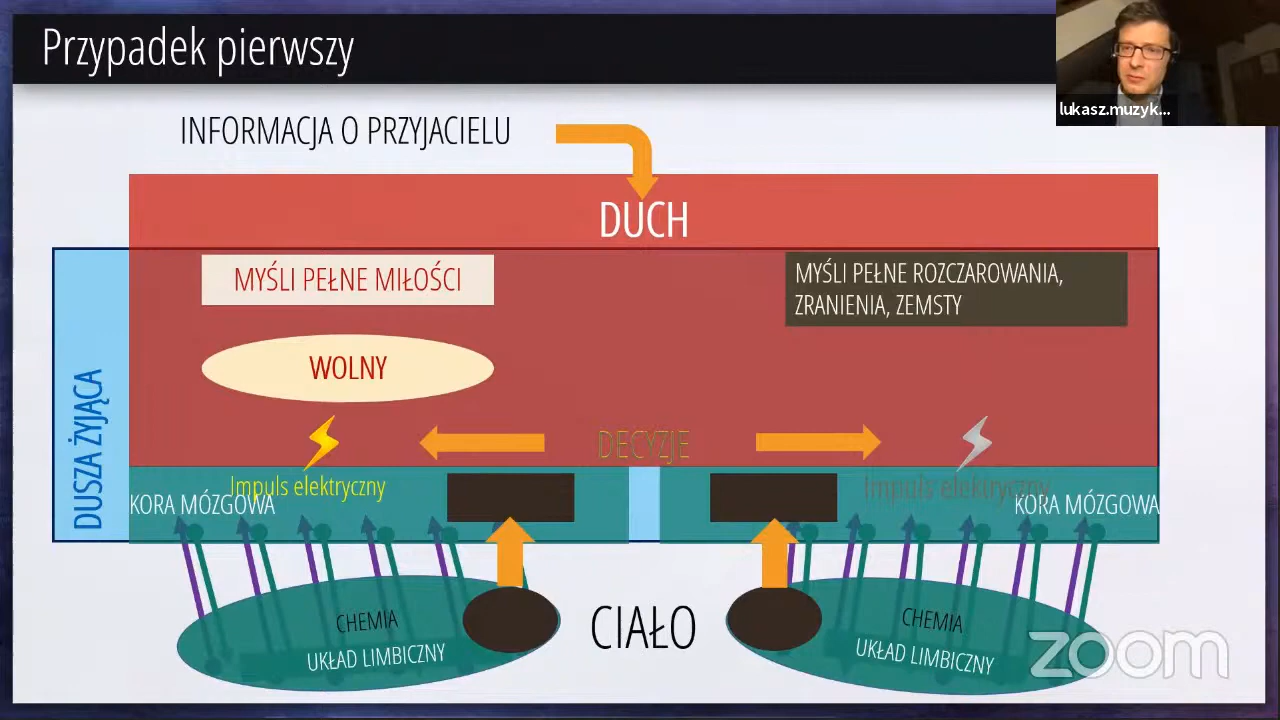 Przypadek pierwszy
lukasz.muzyk...
INFORMACJA O PRZYJACIELU
DUCH
MYŚLI PEŁNE MIŁOŚCI
MYŚLI PEŁNE ROZCZAROWANIA,
ZRANIENIA, ZEMSTY
WOLNY
DUSZA ŻYJĄCA
DECYZJE
Impuls elektryczny
Impuls elektryczny
KORA MÓZGOWA
KORA MÓZGOWA
CHEMIA
UKŁAD LIMBICZNY
CIAŁO
CHEMIA
UKŁAD LIMBICZNY
zoom